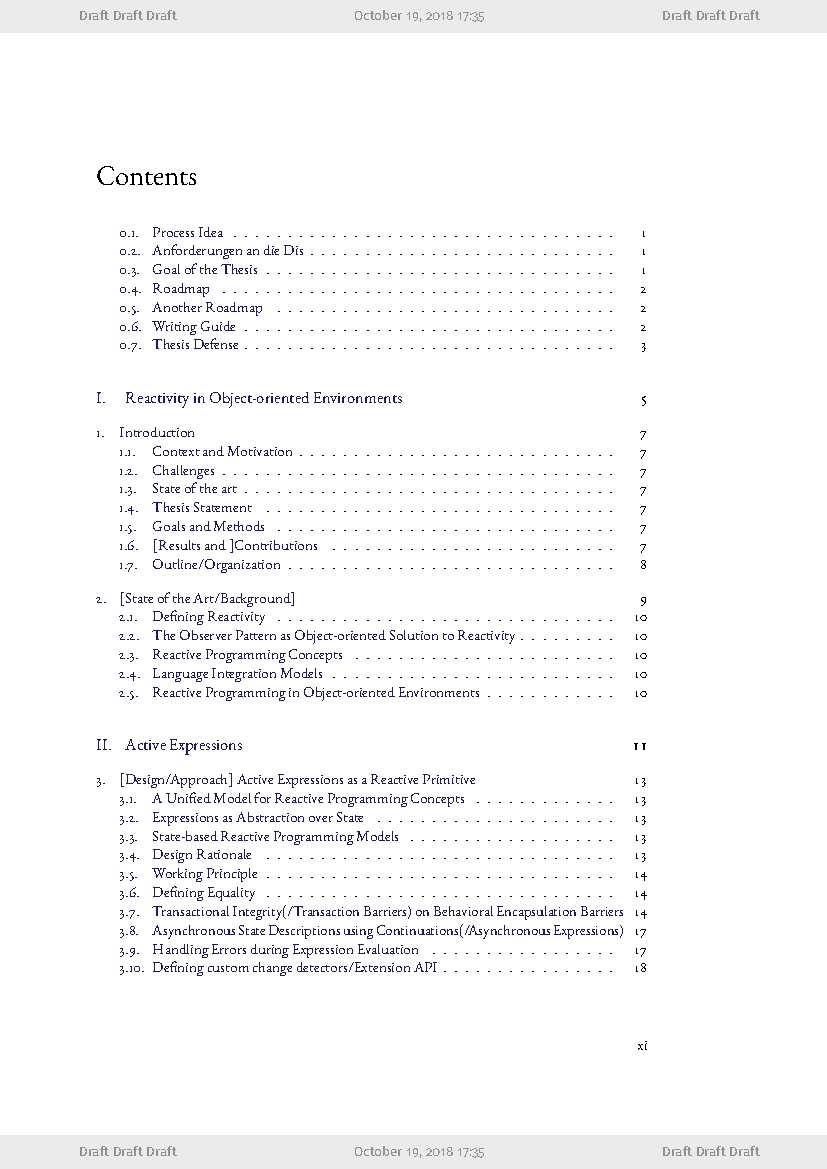 Draft Draft Draft October 19, 2018 17:35 Draft Draft Draft
Contents
0.1. Process Idea . . . . . . . . . . . . . . . . . . . . . . . . . . . . . . . . . . . 1
0.2. Anforderungen an die Dis . . . . . . . . . . . . . . . . . . . . . . . . . . . . 1
0.3. Goal of the Thesis . . . . . . . . . . . . . . . . . . . . . . . . . . . . . . . . 1
0.4. Roadmap . . . . . . . . . . . . . . . . . . . . . . . . . . . . . . . . . . . . 2
0.5. Another Roadmap . . . . . . . . . . . . . . . . . . . . . . . . . . . . . . . 2
0.6. Writing Guide . . . . . . . . . . . . . . . . . . . . . . . . . . . . . . . . . . 2
0.7. Thesis Defense . . . . . . . . . . . . . . . . . . . . . . . . . . . . . . . . . . 3
I. Reactivity in Object-oriented Environments 5
1. Introduction 7
1.1. Context and Motivation . . . . . . . . . . . . . . . . . . . . . . . . . . . . . 7
1.2. Challenges . . . . . . . . . . . . . . . . . . . . . . . . . . . . . . . . . . . . 7
1.3. State of the art . . . . . . . . . . . . . . . . . . . . . . . . . . . . . . . . . . 7
1.4. Thesis Statement . . . . . . . . . . . . . . . . . . . . . . . . . . . . . . . . 7
1.5. Goals and Methods . . . . . . . . . . . . . . . . . . . . . . . . . . . . . . . 7
1.6. [Results and ]Contributions . . . . . . . . . . . . . . . . . . . . . . . . . . 7
1.7. Outline/Organization . . . . . . . . . . . . . . . . . . . . . . . . . . . . . . 8
2. [State of the Art/Background] 9
2.1. Defining Reactivity . . . . . . . . . . . . . . . . . . . . . . . . . . . . . . . 10
2.2. The Observer Pattern as Object-oriented Solution to Reactivity . . . . . . . . . 10
2.3. Reactive Programming Concepts . . . . . . . . . . . . . . . . . . . . . . . . 10
2.4. Language Integration Models . . . . . . . . . . . . . . . . . . . . . . . . . . 10
2.5. Reactive Programming in Object-oriented Environments . . . . . . . . . . . . 10
II. Active Expressions 11
3. [Design/Approach] Active Expressions as a Reactive Primitive 13
3.1. A Unified Model for Reactive Programming Concepts . . . . . . . . . . . . . 13
3.2. Expressions as Abstraction over State . . . . . . . . . . . . . . . . . . . . . . 13
3.3. State-based Reactive Programming Models . . . . . . . . . . . . . . . . . . . 13
3.4. Design Rationale . . . . . . . . . . . . . . . . . . . . . . . . . . . . . . . . 13
3.5. Working Principle . . . . . . . . . . . . . . . . . . . . . . . . . . . . . . . . 14
3.6. Defining Equality . . . . . . . . . . . . . . . . . . . . . . . . . . . . . . . . 14
3.7. Transactional Integrity(/Transaction Barriers) on Behavioral Encapsulation Barriers 14
3.8. Asynchronous State Descriptions using Continuations(/Asynchronous Expressions) 17
3.9. Handling Errors during Expression Evaluation . . . . . . . . . . . . . . . . . 17
3.10. Defining custom change detectors/Extension API . . . . . . . . . . . . . . . . 18
xi
Draft Draft Draft October 19, 2018 17:35 Draft Draft Draft